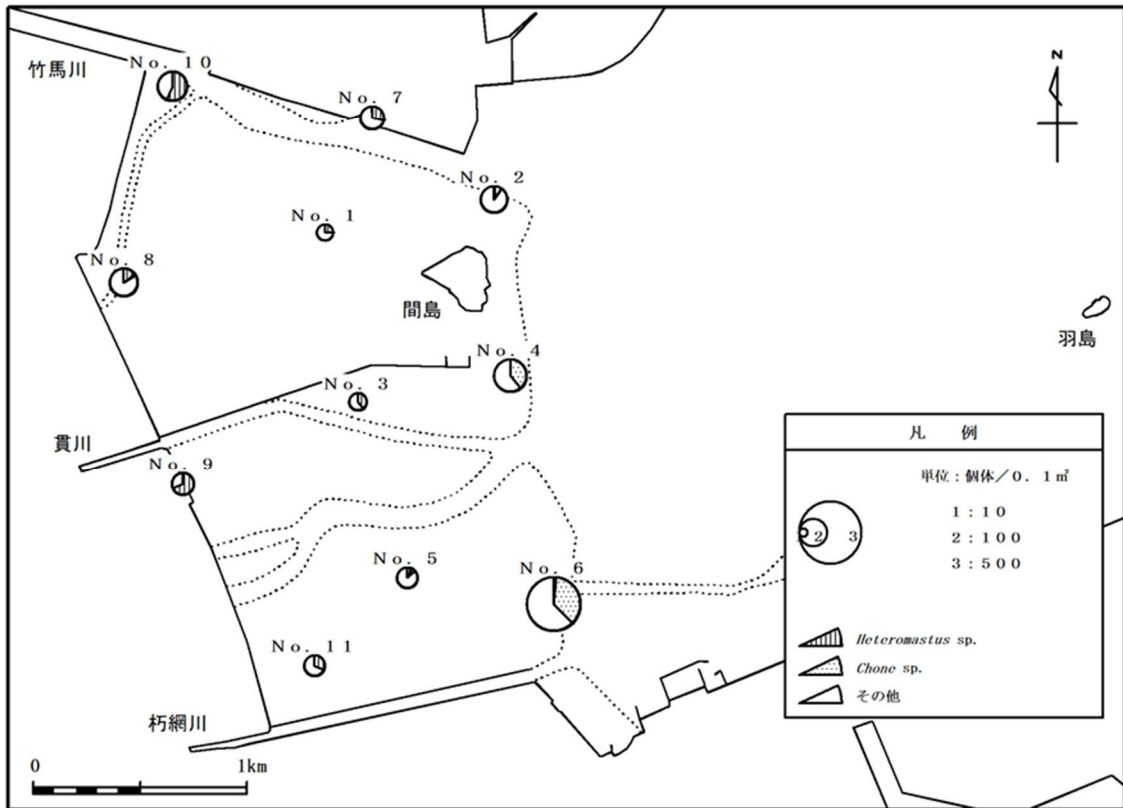 No. 10
竹馬川
No. 7
N
No. 2
No. 1
No. 8
間島
羽島
No. 4
No. 3
貫川
No. 9
No. 5
No. 6
No. 11
朽網川
0 1km
凡 例
単位：個体／0．1㎡
1 2 3
1：10
2：100
3：500
Heteromastus sp.
Chone sp.
その他